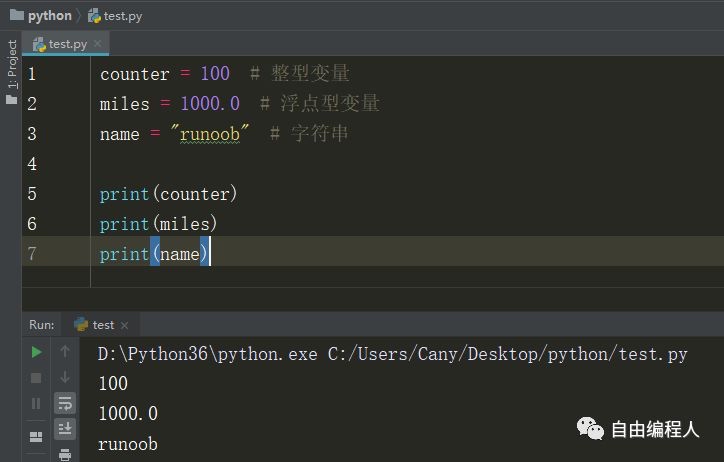 python test.py
1: Project
test.py
1 counter = 100  # 整型变量
2 miles = 1000.0  # 浮点型变量
3 name = "runoob"  # 字符串
4
5 print(counter)
6 print(miles)
7 print(name)
Run: test
D:\Python36\python.exe C:/Users/Cany/Desktop/python/test.py
100
1000.0
runoob
自由编程人